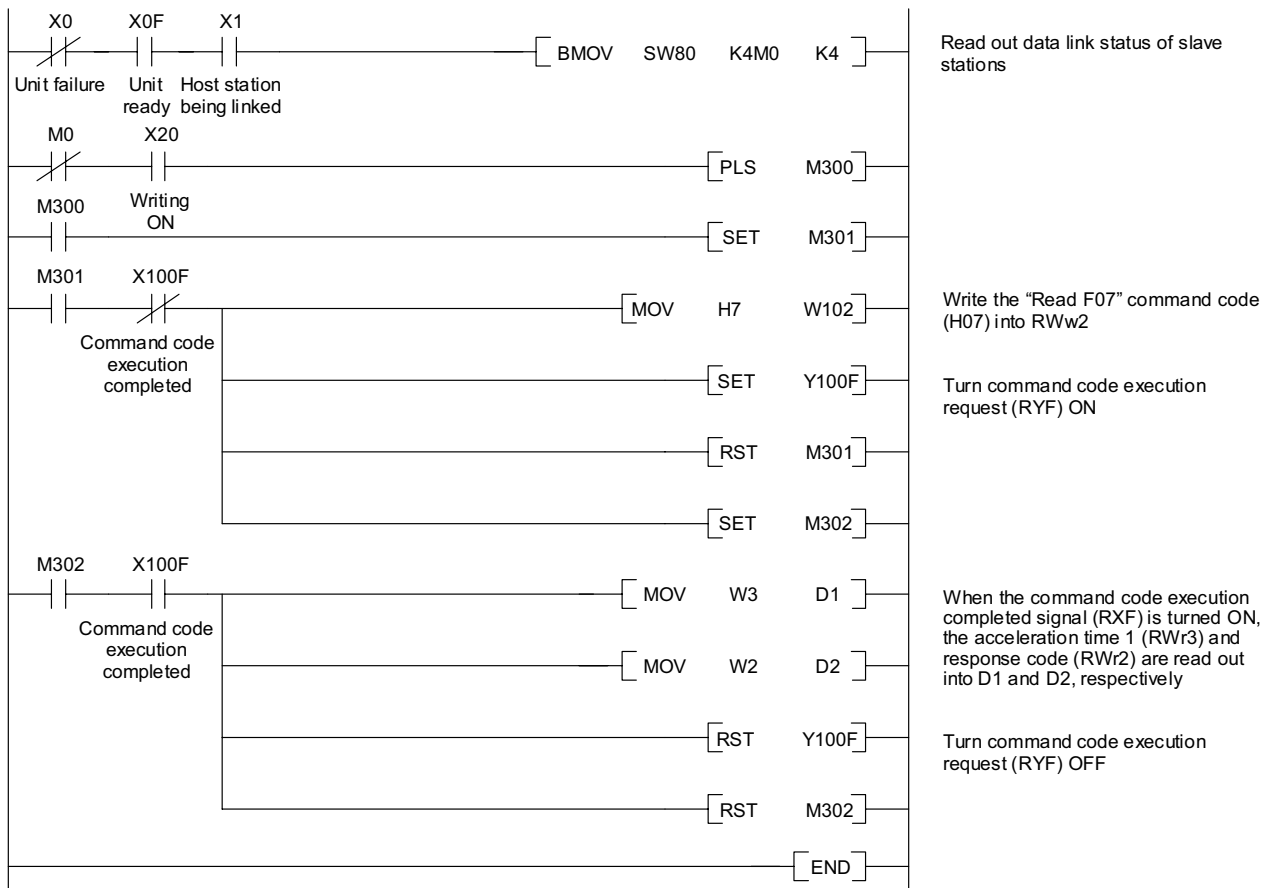 X0 X0F X1
BMOV SW80 K4M0 K4
Unit failure Unit ready Host station being linked
Read out data link status of slave
stations
M0 X20
PLS M300
Writing
ON
M300
SET M301
M301 X100F
MOV H7 W102
Command code
execution
completed
Write the “Read F07” command code
(H07) into RWw2
SET Y100F
Turn command code execution
request (RYF) ON
RST M301
SET M302
M302 X100F
MOV W3 D1
Command code
execution
completed
When the command code execution
completed signal (RXF) is turned ON,
the acceleration time 1 (RWr3) and
response code (RWr2) are read out
into D1 and D2, respectively
MOV W2 D2
RST Y100F
Turn command code execution
request (RYF) OFF
RST M302
END